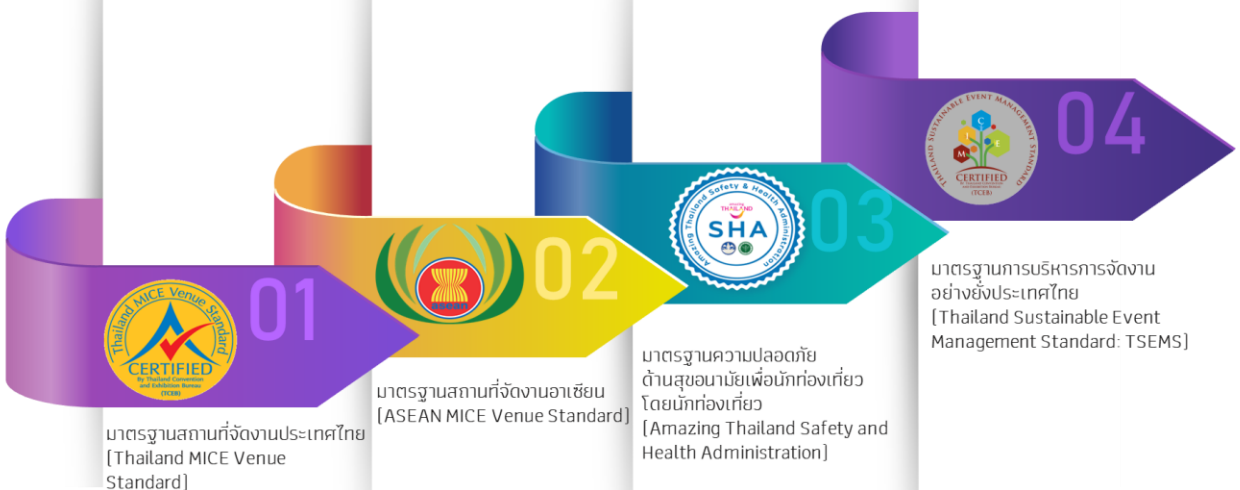 01
Thailand MICE Venue Standard
CERTIFIED
By Thailand Convention
and Exhibition Bureau
(TCEB)
มาตรฐานสถานที่จัดงานประเทศไทย
(Thailand MICE Venue
Standard)
02
asean
มาตรฐานสถานที่จัดงานอาเซียน
(ASEAN MICE Venue Standard)
03
Amazing Thailand Safety & Health Administration
AMAZING
THAILAND
SHA
มาตรฐานความปลอดภัย
ด้านสุขอนามัยเพื่อนักท่องเที่ยว
โดยนักท่องเที่ยว
(Amazing Thailand Safety and
Health Administration)
04
THAILAND SUSTAINABLE EVENT MANAGEMENT STANDARD
M
I
C
E
CERTIFIED
By Thailand Convention
and Exhibition Bureau
(TCEB)
มาตรฐานการบริหารการจัดงาน
อย่างยั่งประเทศไทย
(Thailand Sustainable Event
Management Standard: TSEMS)